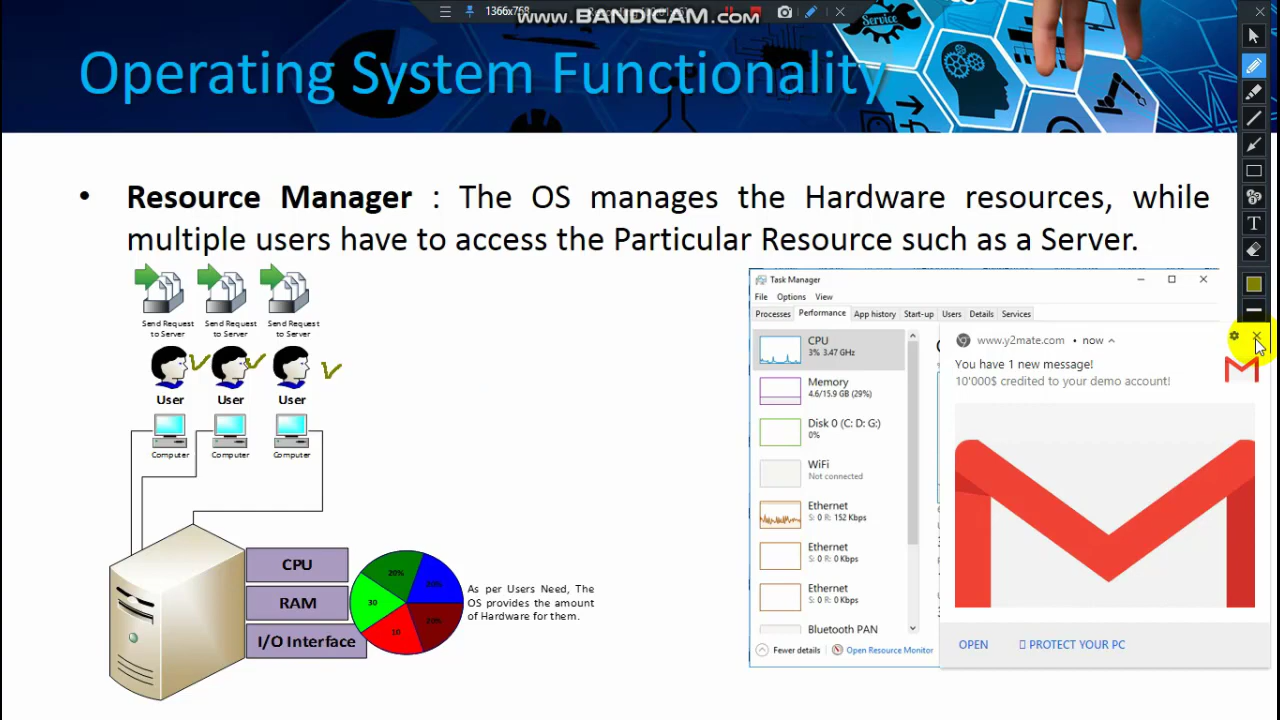 1366x768
www.BANDICAM.com
Service
Operating System Functionality
• Resource Manager : The OS manages the Hardware resources, while
multiple users have to access the Particular Resource such as a Server.
Send Request
to Server
Send Request
to Server
Send Request
to Server
User
User
User
Computer
Computer
Computer
CPU
RAM
I/O Interface
20%
20%
30
10
20%
As per Users Need, The
OS provides the amount
of Hardware for them.
Task Manager
File Options View
Processes Performance App history Start-up Users Details Services
CPU
3% 3.47 GHz
Memory
4.6/15.9 GB (29%)
Disk 0 (C: D: G:)
0%
WiFi
Not connected
Ethernet
S: 0 R: 152 Kbps
Ethernet
S: 0 R: 0 Kbps
Ethernet
S: 0 R: 0 Kbps
Bluetooth PAN
Fewer details Open Resource Monitor
www.y2mate.com • now
You have 1 new message!
10'000$ credited to your demo account!
OPEN PROTECT YOUR PC